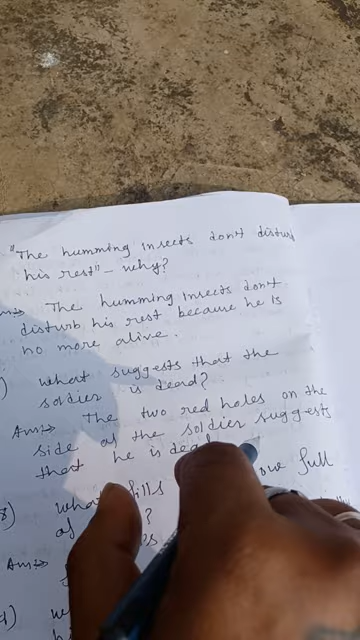 "The humming insects don't disturb
his rest" - why?
The humming insects don't
disturb his rest because he is
no more alive.
) What suggests that the
soldier is dead?
Ans:→ The two red holes on the
side of the soldier suggests
that he is dead
8) What fills full
of ?
Ans:→